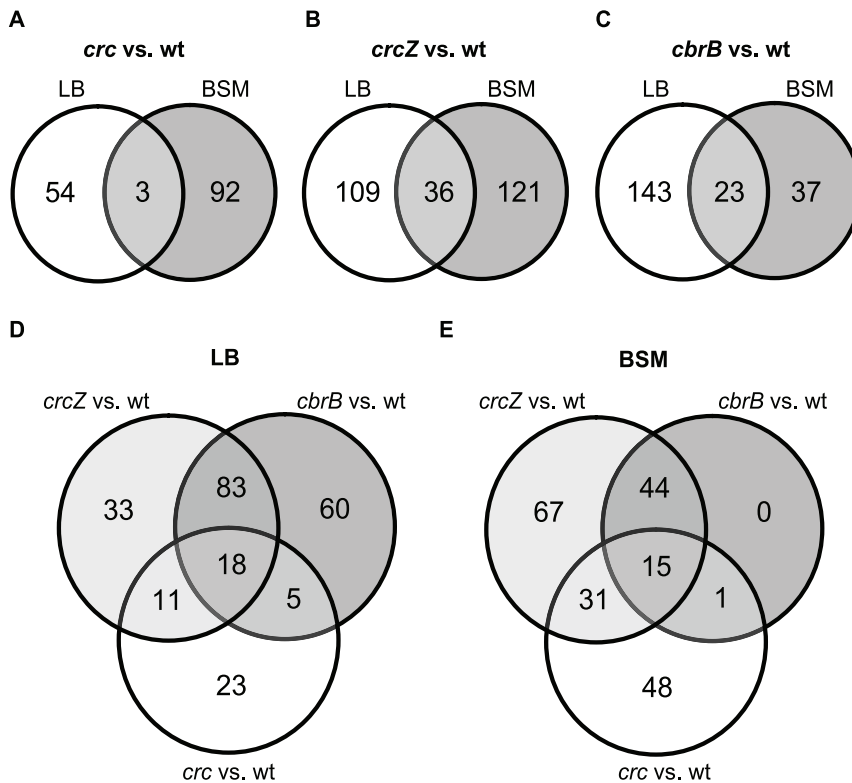 A
crc vs. wt
LB
BSM
54
3
92
B
crcZ vs. wt
LB
BSM
109
36
121
C
cbrB vs. wt
LB
BSM
143
23
37
D
LB
crcZ vs. wt
cbrB vs. wt
33
83
60
18
11
5
23
crc vs. wt
E
BSM
crcZ vs. wt
cbrB vs. wt
67
44
0
15
31
1
48
crc vs. wt